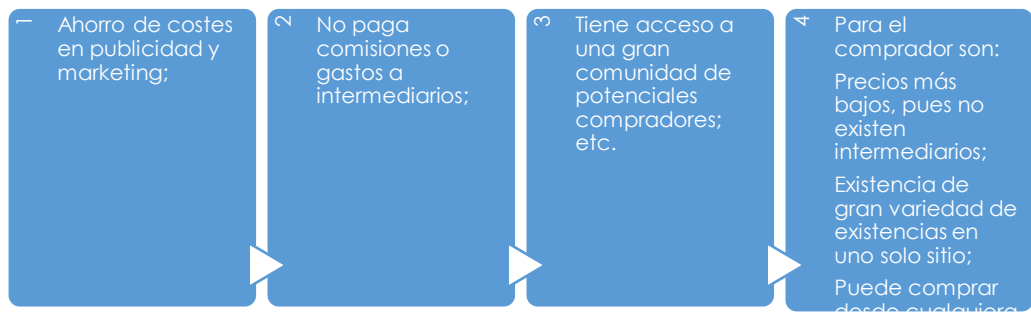 1
Ahorro de costes
en publicidad y
marketing;
2
No paga
comisiones o
gastos a
intermediarios;
3
Tiene acceso a
una gran
comunidad de
potenciales
compradores;
etc.
4
Para el
comprador son:
Precios más
bajos, pues no
existen
intermediarios;
Existencia de
gran variedad de
existencias en
uno solo sitio;
Puede comprar
desde cualquiera